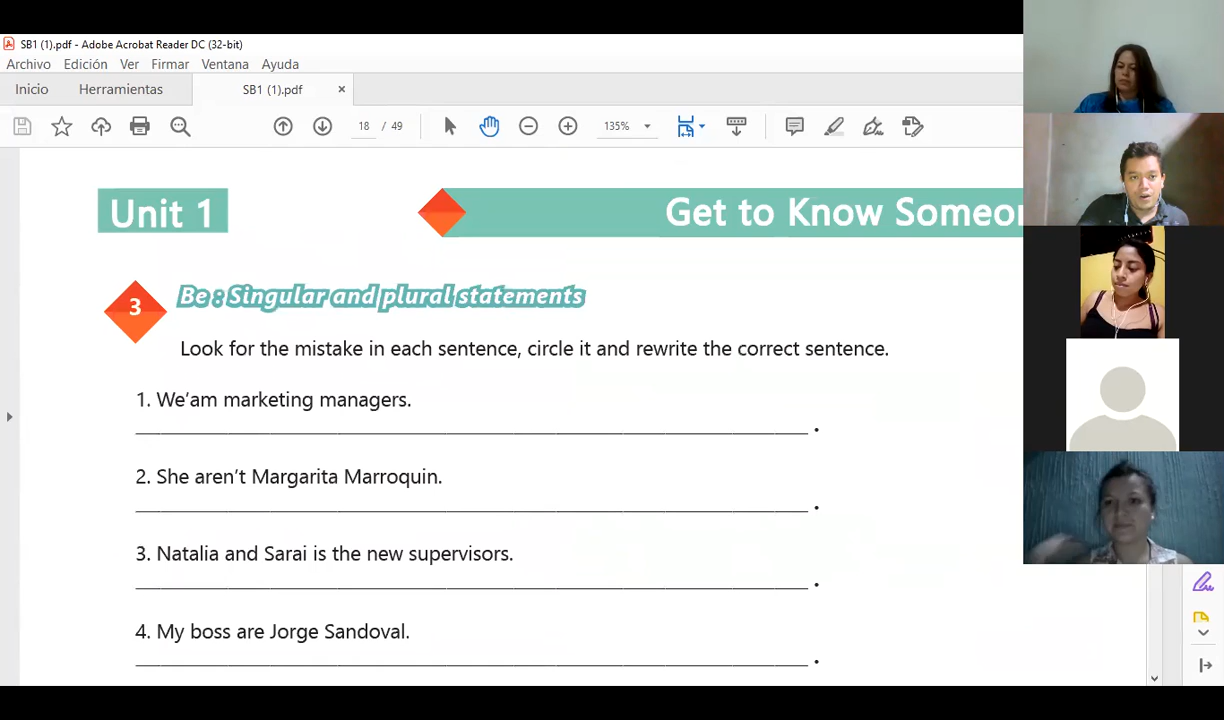 SB1 (1).pdf - Adobe Acrobat Reader DC (32-bit)
Archivo Edición Ver Firmar Ventana Ayuda
Inicio Herramientas SB1 (1).pdf ×
18 / 49 135%
Unit 1 Get to Know Someon
3 Be : Singular and plural statements
Look for the mistake in each sentence, circle it and rewrite the correct sentence.
1. We'am marketing managers.
2. She aren't Margarita Marroquin.
3. Natalia and Sarai is the new supervisors.
4. My boss are Jorge Sandoval.